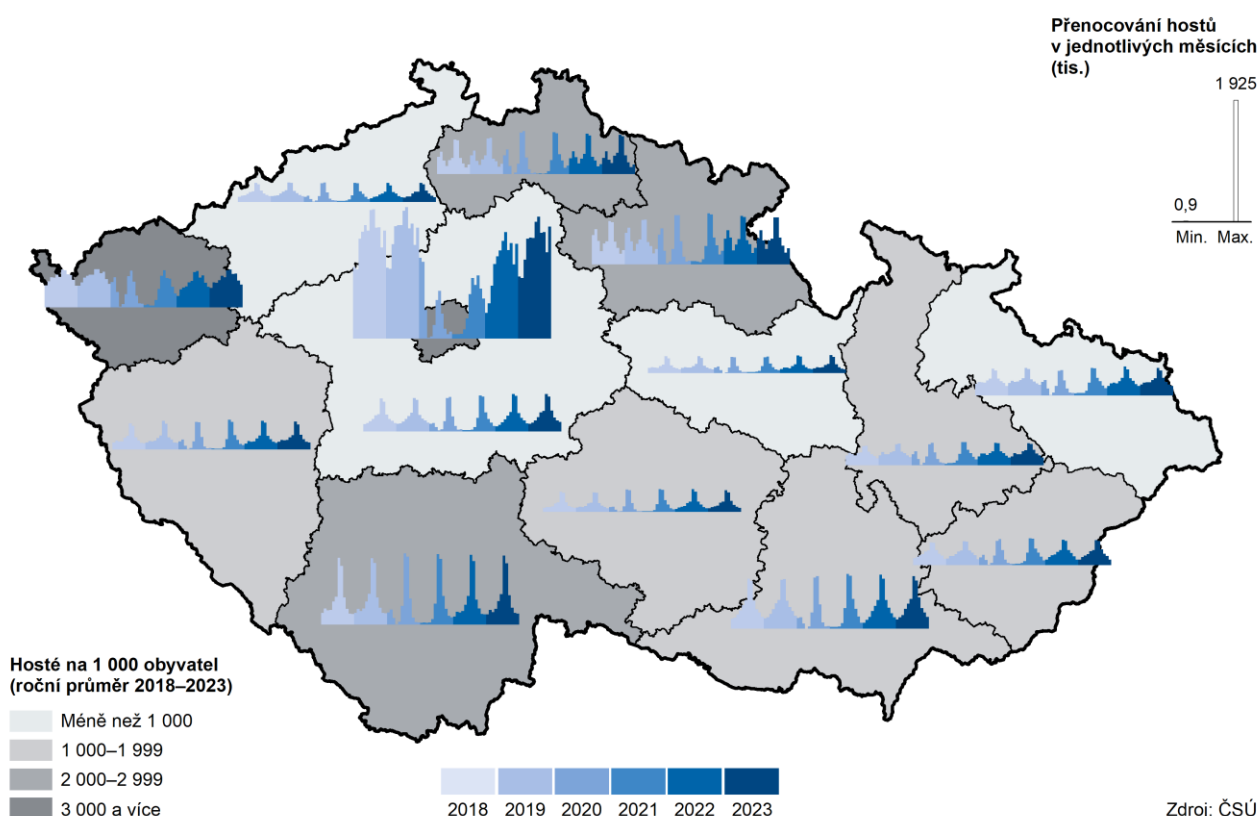 Přenocování hostů
v jednotlivých měsících
(tis.)
1 925
0,9
Min. Max.
Hosté na 1 000 obyvatel
(roční průměr 2018–2023)
Méně než 1 000
1 000–1 999
2 000–2 999
3 000 a více
2018 2019 2020 2021 2022 2023
Zdroj: ČSÚ